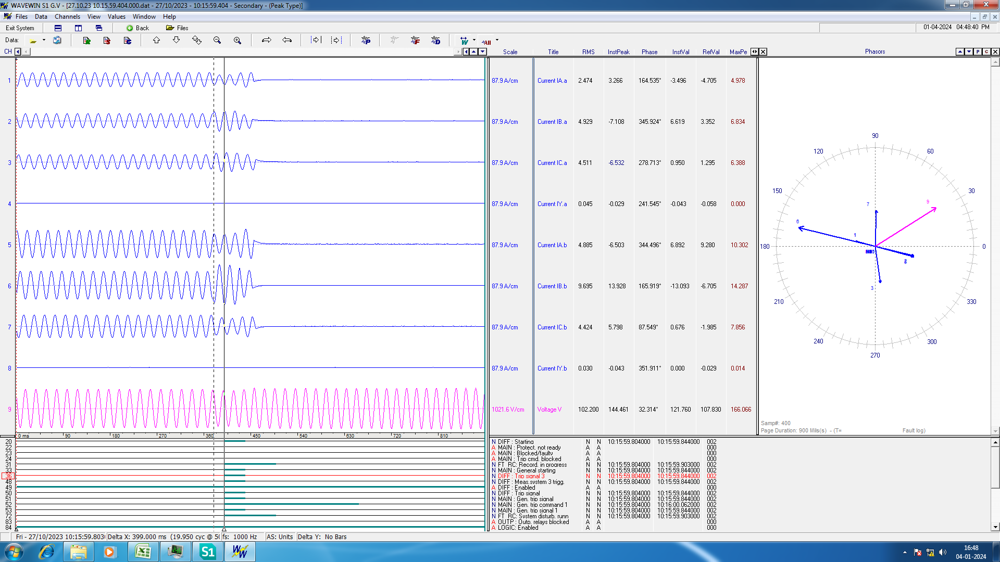 WAVEWIN S1 G.V - [27.10.23 10.15.59.404.000.dat - 27/10/2023 - 10:15:59.404 - Secondary - (Peak Type)]
Files Data Channels View Values Window Help
Exit System Back Files 01-04-2024 04:48:40 PM
Data:
CH Scale Title RMS InstPeak Phase InstVal RefVal MaxPe Phasors
1 87.9 A/cm Current IA.a 2.474 3.266 164.535° -3.496 -4.705 4.978
2 87.9 A/cm Current IB.a 4.929 -7.108 345.924° 6.619 3.352 6.834
3 87.9 A/cm Current IC.a 4.511 -6.532 278.713° 0.950 1.295 6.388
4 87.9 A/cm Current IY.a 0.045 -0.029 241.545° -0.043 -0.058 0.000
5 87.9 A/cm Current IA.b 4.885 -6.503 344.496° 6.892 9.280 10.302
6 87.9 A/cm Current IB.b 9.695 13.928 165.919° -13.093 -6.705 14.287
7 87.9 A/cm Current IC.b 4.424 5.798 87.549° 0.676 -1.985 7.856
8 87.9 A/cm Current IY.b 0.030 -0.043 351.911° 0.000 -0.029 0.014
9 1021.6 V/cm Voltage V 102.200 144.461 32.314° 121.760 107.830 166.066
90
120 60
150 30
180 0
210 330
240 300
270
9
7
6
1
2
3
Samp#: 400
Page Duration: 900 Mils(s) - (T= Fault log)
0 ms 90 180 270 360 450 540 630 720 810
20 N DIFF : Starting N N 10:15:59.804000 10:15:59.844000 002
22 A MAIN : Protect. not ready A A 000
23 A MAIN : Blocked/faulty A A 000
24 A MAIN : Trip cmd. blocked A A 000
31 N FT_RC: Record. in progress N N 10:15:59.804000 10:15:59.903000 002
33 N MAIN : General starting N N 10:15:59.804000 10:15:59.844000 002
36 N DIFF : Trip signal 3 N N 10:15:59.804000 10:15:59.844000 002
48 N DIFF : Meas.system 3 trigg. N N 10:15:59.804000 10:15:59.844000 002
49 A DIFF : Enabled A A 000
50 N DIFF : Trip signal N N 10:15:59.804000 10:15:59.844000 002
51 N MAIN : Gen. trip signal N N 10:15:59.804000 10:15:59.844000 002
52 N MAIN : Gen. trip command 1 N N 10:15:59.804000 10:16:00.062000 002
53 N MAIN : Gen. trip signal 1 N N 10:15:59.804000 10:15:59.844000 002
72 N FT_RC: System disturb. runn N N 10:15:59.804000 10:15:59.903000 002
83 A OUTP : Outp. relays blocked A A 000
84 A LOGIC: Enabled A A 000
Fri - 27/10/2023 10:15:59.803 Delta X: 399.000 ms (19.950 cyc @ 50 fs: 1000 Hz AS: Units Delta Y: No Bars
S1
16:48
04-01-2024